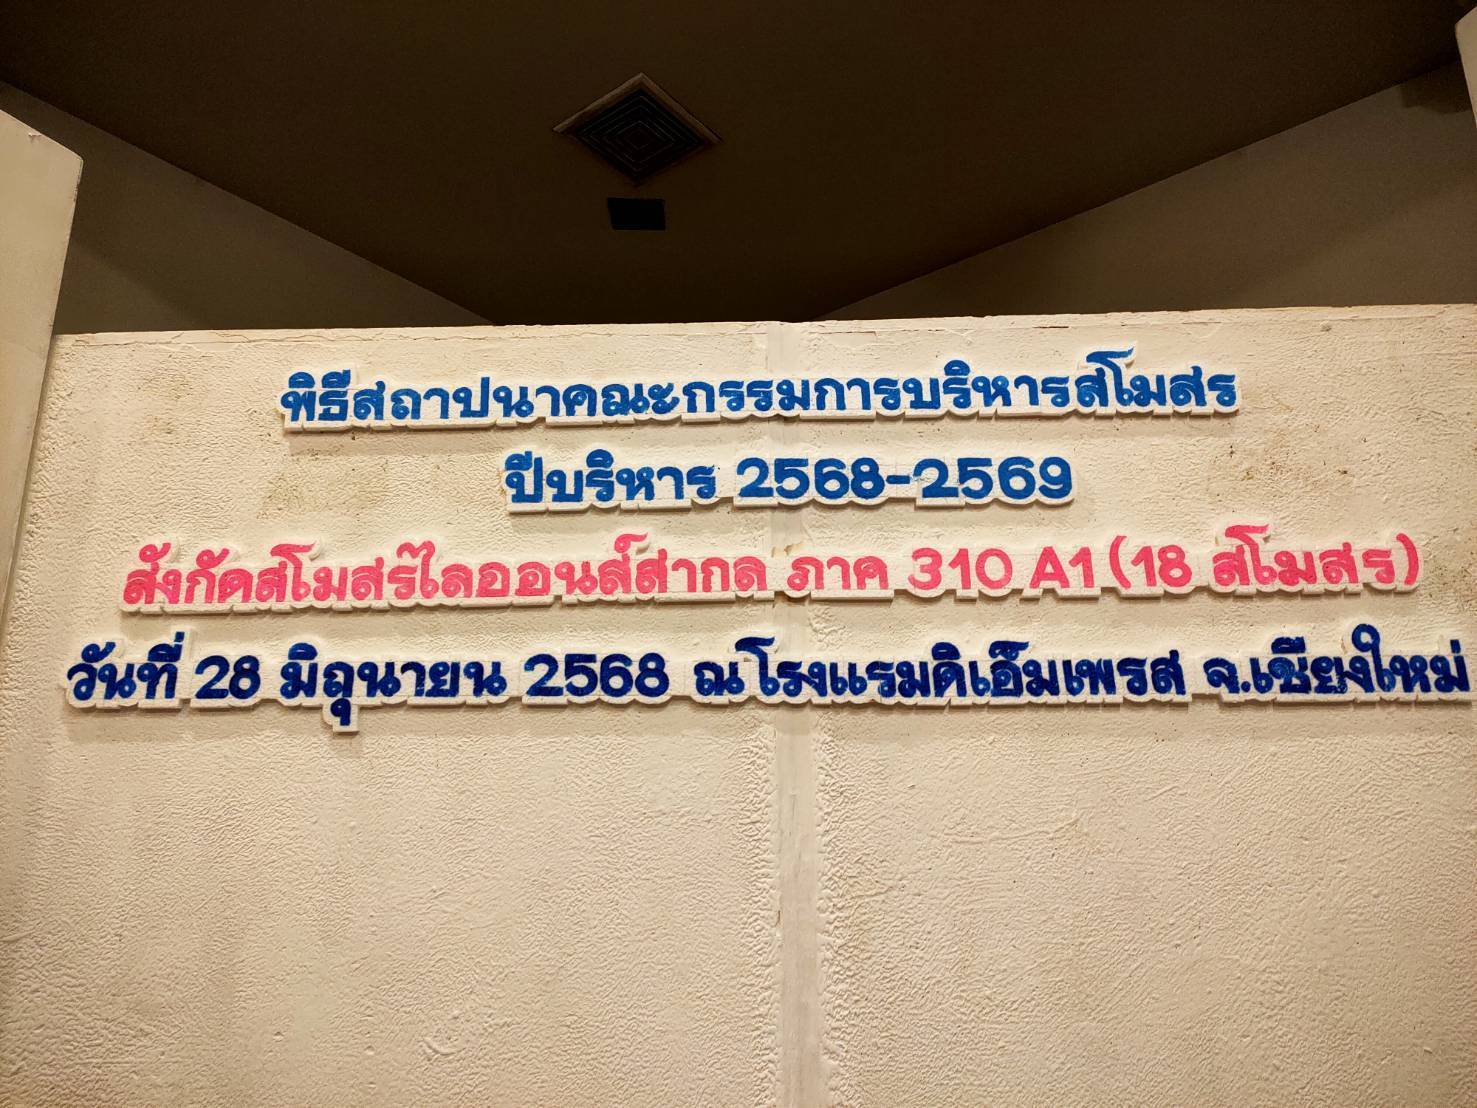 พิธีสถาปนาคณะกรรมการบริหารสโมสร
ปีบริหาร 2568-2569
สังกัดสโมสรไลออนส์สากล ภาค 310 A1 (18 สโมสร)
วันที่ 28 มิถุนายน 2568 ณโรงแรมดิเอ็มเพรส จ.เชียงใหม่